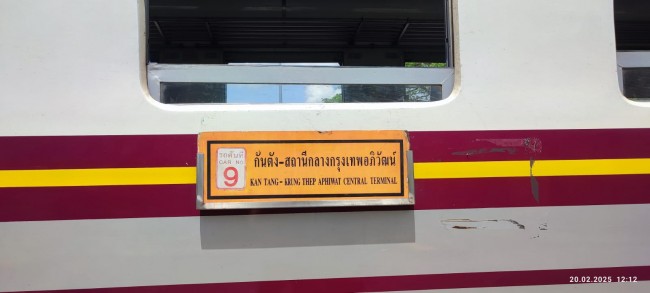 รถคันที่
CAR No
9
กันตัง-สถานีกลางกรุงเทพอภิวัฒน์
KAN TANG - KRUNG THEP APHIWAT CENTRAL TERMINAL
20.02.2025 12:12